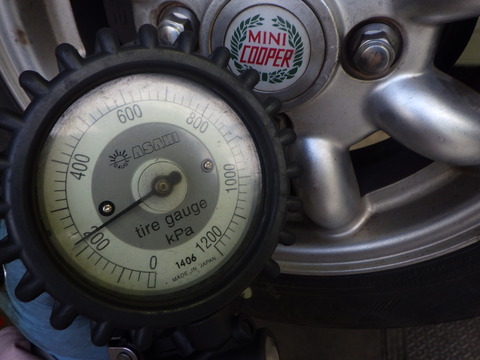 MINI
COOPER
600
800
400
1000
ASAHI
200
tire gauge
kPa
0
1200
1406
MADE IN JAPAN